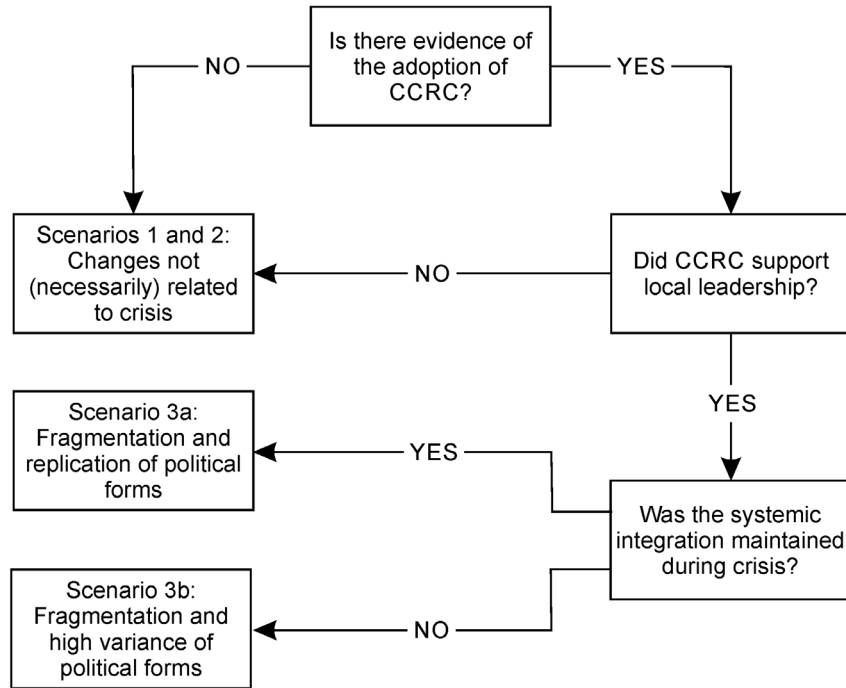 Is there evidence of
the adoption of
CCRC?
NO
YES
Scenarios 1 and 2:
Changes not
(necessarily) related
to crisis
NO
Did CCRC support
local leadership?
YES
Scenario 3a:
Fragmentation and
replication of political
forms
YES
Was the systemic
integration maintained
during crisis?
Scenario 3b:
Fragmentation and
high variance of
political forms
NO